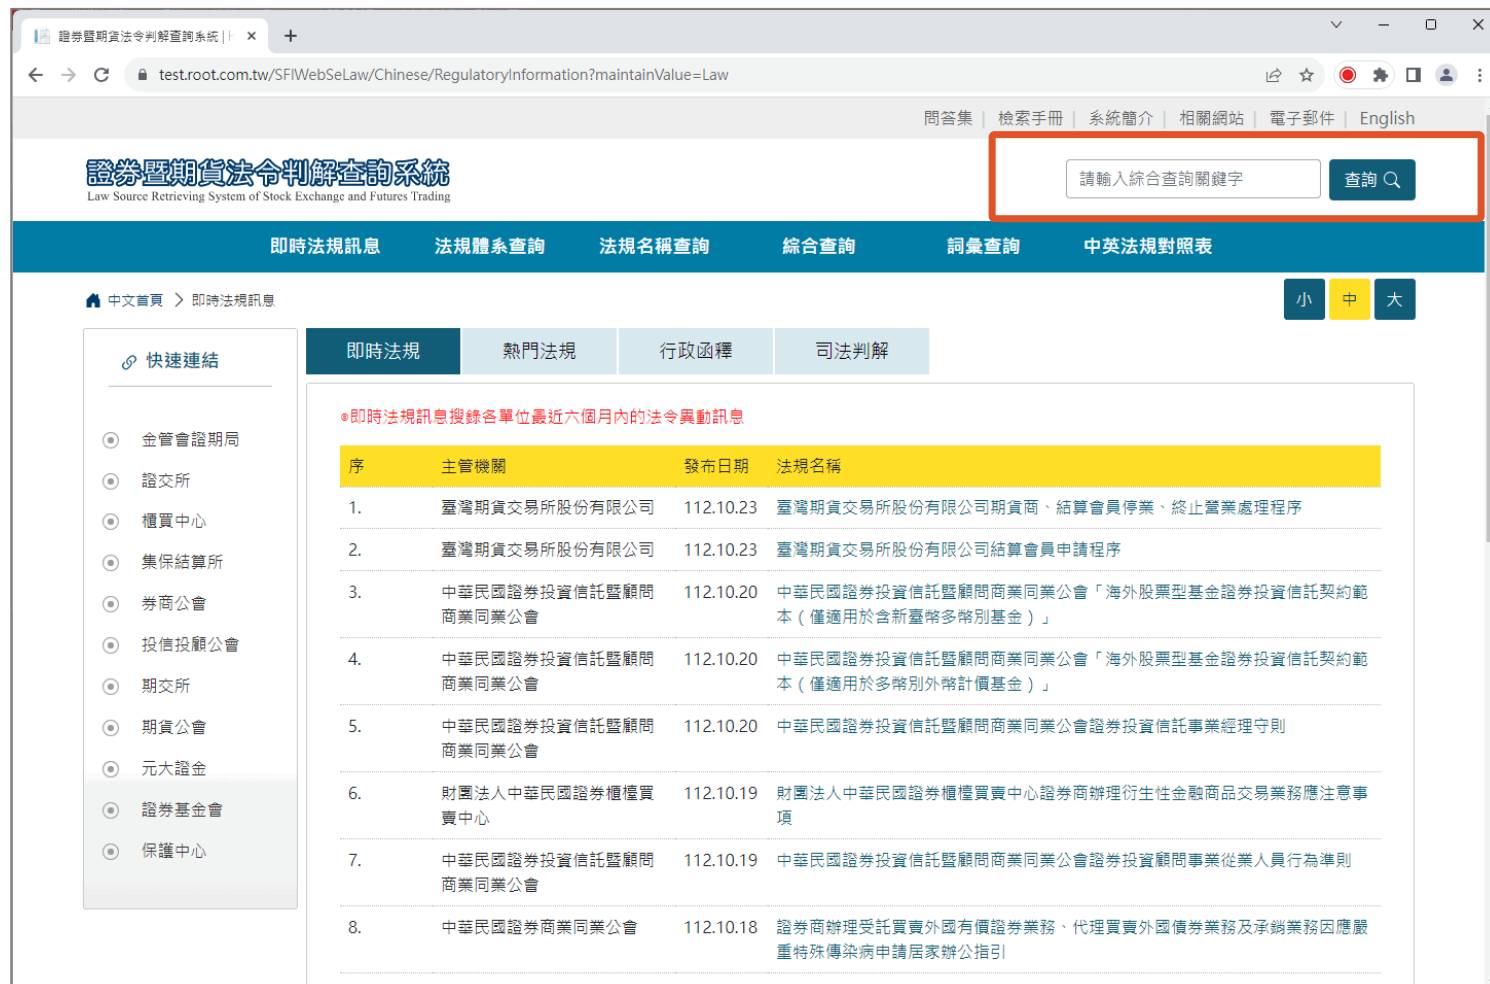 證券暨期貨法令判解查詢系統 |
test.root.com.tw/SFIWebSeLaw/Chinese/RegulatoryInformation?maintainValue=Law
問答集 | 檢索手冊 | 系統簡介 | 相關網站 | 電子郵件 | English
證券暨期貨法令判解查詢系統
Law Source Retrieving System of Stock Exchange and Futures Trading
請輸入綜合查詢關鍵字
查詢
即時法規訊息 法規體系查詢 法規名稱查詢 綜合查詢 詞彙查詢 中英法規對照表
中文首頁 > 即時法規訊息
小 中 大
快速連結
金管會證期局
證交所
櫃買中心
集保結算所
券商公會
投信投顧公會
期交所
期貨公會
元大證金
證券基金會
保護中心
即時法規 熱門法規 行政函釋 司法判解
⊙即時法規訊息搜錄各單位最近六個月內的法令異動訊息
序 主管機關 發布日期 法規名稱
1. 臺灣期貨交易所股份有限公司 112.10.23 臺灣期貨交易所股份有限公司期貨商、結算會員停業、終止營業處理程序
2. 臺灣期貨交易所股份有限公司 112.10.23 臺灣期貨交易所股份有限公司結算會員申請程序
3. 中華民國證券投資信託暨顧問 112.10.20 中華民國證券投資信託暨顧問商業同業公會「海外股票型基金證券投資信託契約範
商業同業公會 本(僅適用於含新臺幣多幣別基金)」
4. 中華民國證券投資信託暨顧問 112.10.20 中華民國證券投資信託暨顧問商業同業公會「海外股票型基金證券投資信託契約範
商業同業公會 本(僅適用於多幣別外幣計價基金)」
5. 中華民國證券投資信託暨顧問 112.10.20 中華民國證券投資信託暨顧問商業同業公會證券投資信託事業經理守則
商業同業公會
6. 財團法人中華民國證券櫃檯買 112.10.19 財團法人中華民國證券櫃檯買賣中心證券商辦理衍生性金融商品交易業務應注意事
賣中心 項
7. 中華民國證券投資信託暨顧問 112.10.19 中華民國證券投資信託暨顧問商業同業公會證券投資顧問事業從業人員行為準則
商業同業公會
8. 中華民國證券商業同業公會 112.10.18 證券商辦理受託買賣外國有價證券業務、代理買賣外國債券業務及承銷業務因應嚴
重特殊傳染病申請居家辦公指引